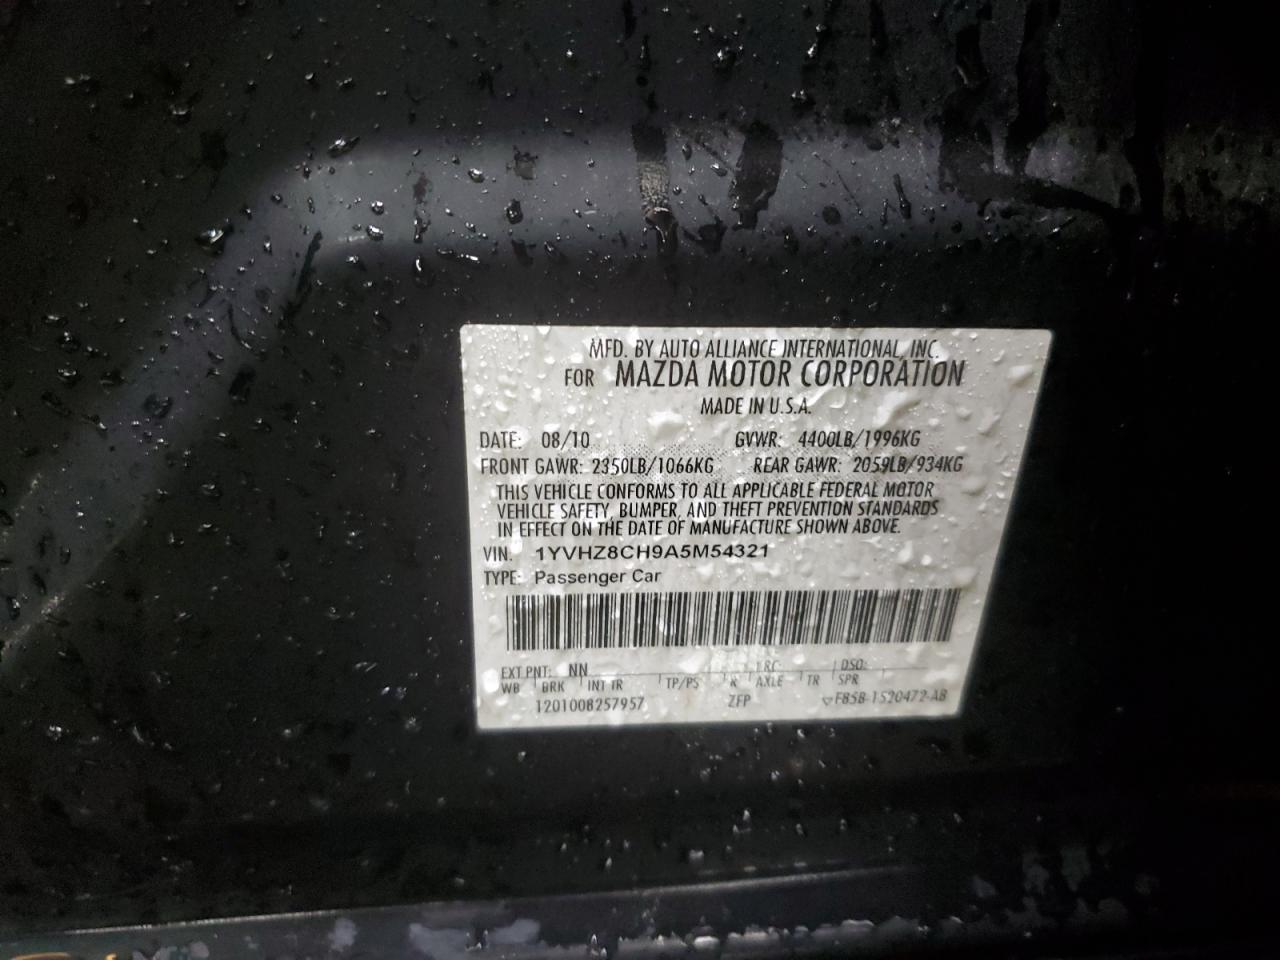 MFD. BY AUTO ALLIANCE INTERNATIONAL, INC.
FOR MAZDA MOTOR CORPORATION
MADE IN U.S.A.
DATE: 08/10 GVWR: 4400LB/1996KG
FRONT GAWR: 2350LB/1066KG REAR GAWR: 2059LB/934KG
THIS VEHICLE CONFORMS TO ALL APPLICABLE FEDERAL MOTOR
VEHICLE SAFETY, BUMPER, AND THEFT PREVENTION STANDARDS
IN EFFECT ON THE DATE OF MANUFACTURE SHOWN ABOVE.
VIN: 1YVHZ8CH9A5M54321
TYPE: Passenger Car
EXT PNT: NN RC: DSO:
WB BRK INT TR TP/PS R AXLE TR SPR
1201008257957 ZFP F85B-1520472-AB